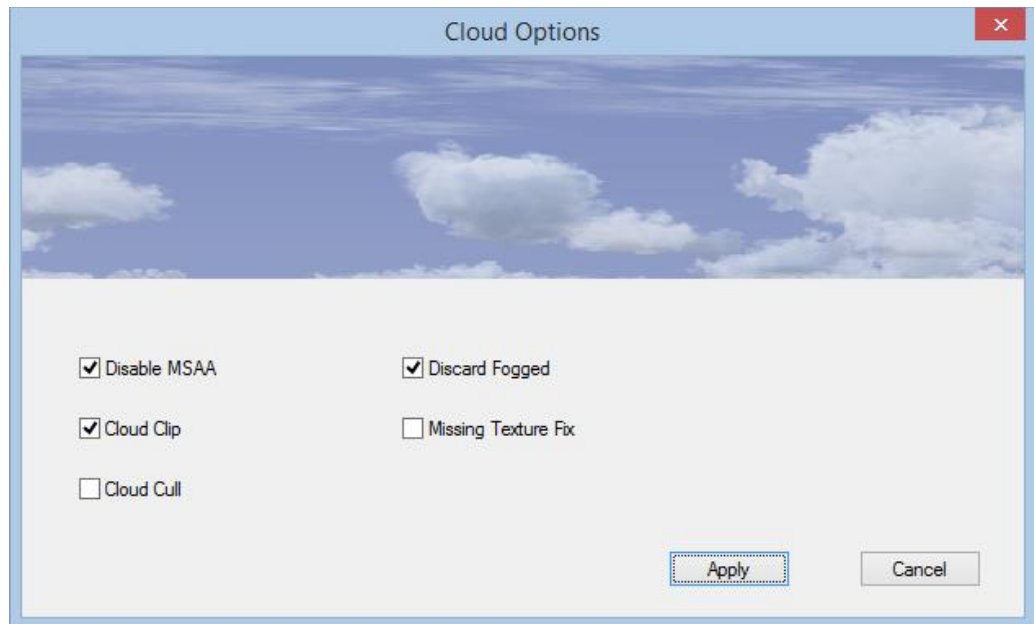 Cloud Options
Disable MSAA
Discard Fogged
Cloud Clip
Missing Texture Fix
Cloud Cull
Apply
Cancel